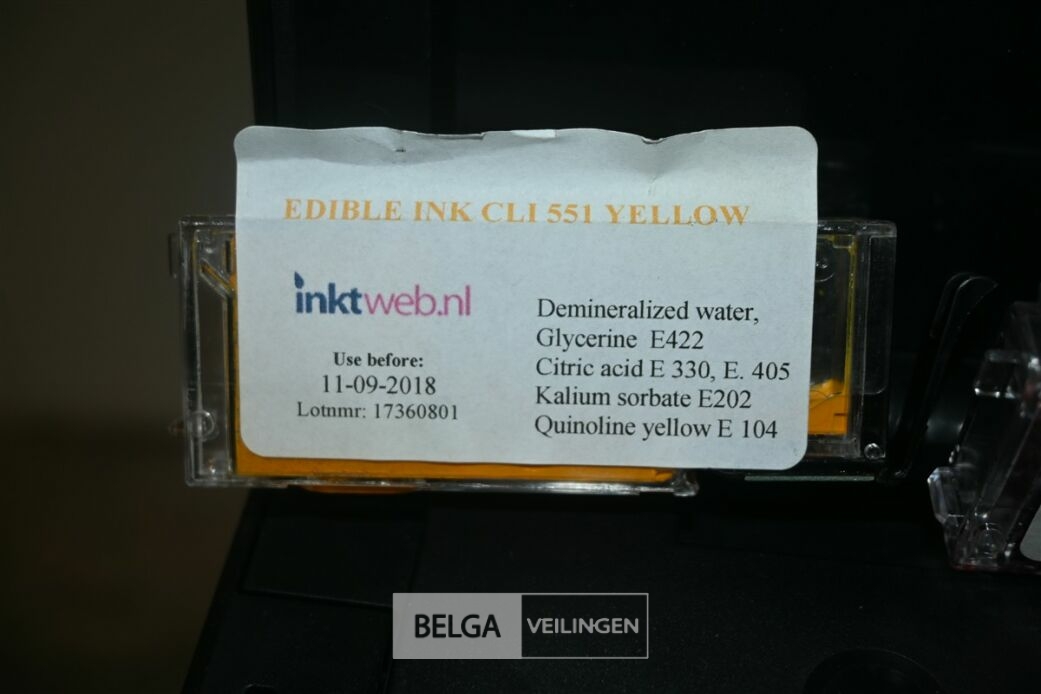 EDIBLE INK CLI 551 YELLOW
inktweb.nl
Use before:
11-09-2018
Lotnmr: 17360801
Demineralized water,
Glycerine E422
Citric acid E 330, E. 405
Kalium sorbate E202
Quinoline yellow E 104
BELGA VEILINGEN